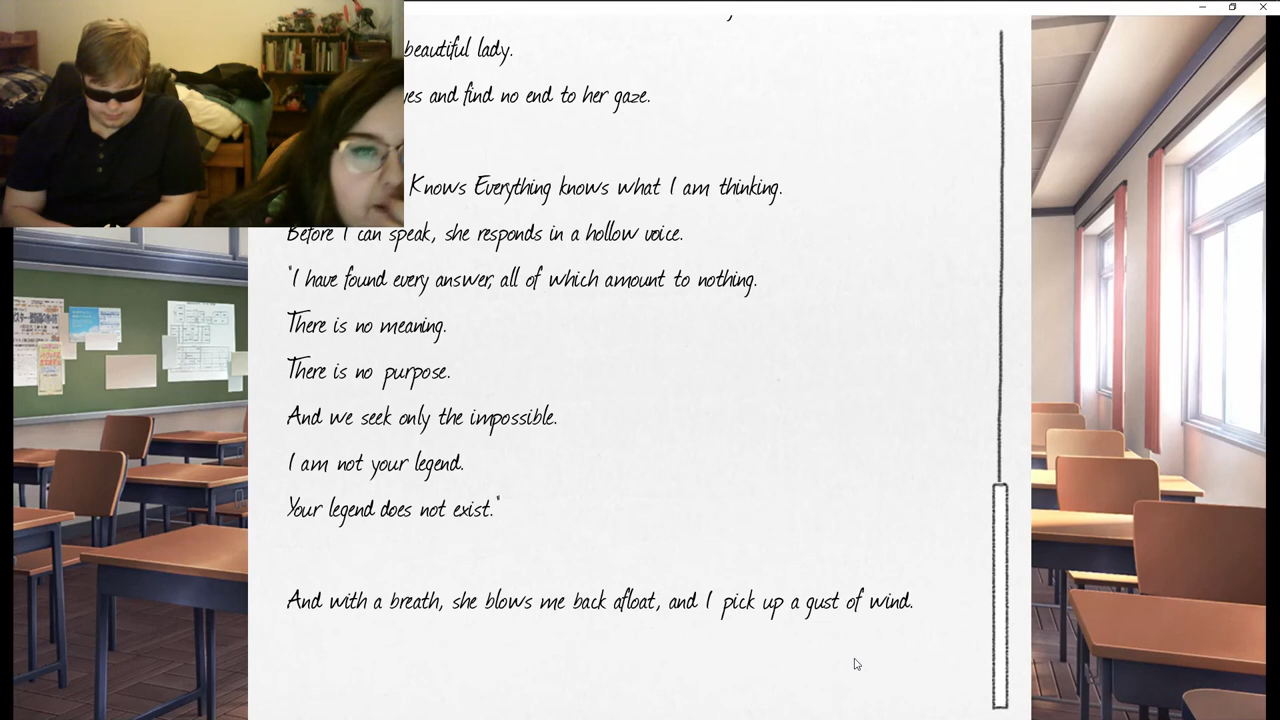 beautiful lady.
yes and find no end to her gaze.
Knows Everything knows what I am thinking.
Before I can speak, she responds in a hollow voice.
"I have found every answer, all of which amount to nothing.
There is no meaning.
There is no purpose.
And we seek only the impossible.
I am not your legend.
Your legend does not exist."
And with a breath, she blows me back afloat, and I pick up a gust of wind.